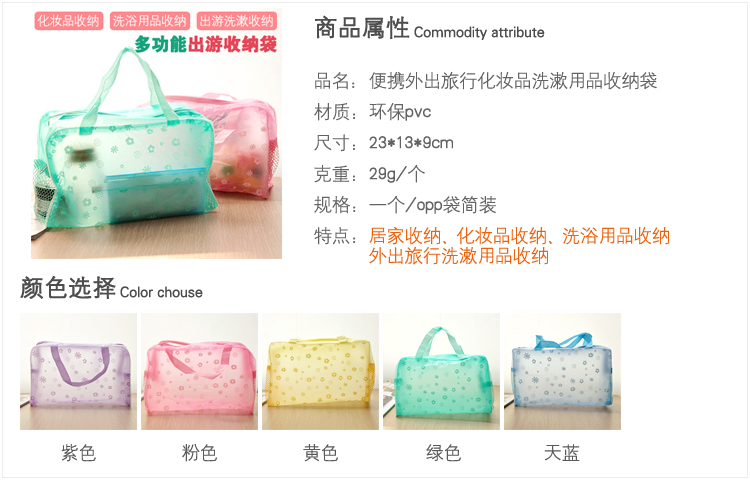 化妆品收纳 洗浴用品收纳 出游洗漱收纳
多功能出游收纳袋
商品属性 Commodity attribute
品名：便携外出旅行化妆品洗漱用品收纳袋
材质：环保pvc
尺寸：23*13*9cm
克重：29g/个
规格：一个/opp袋简装
特点：居家收纳、化妆品收纳、洗浴用品收纳
外出旅行洗漱用品收纳
颜色选择 Color chouse
紫色 粉色 黄色 绿色 天蓝